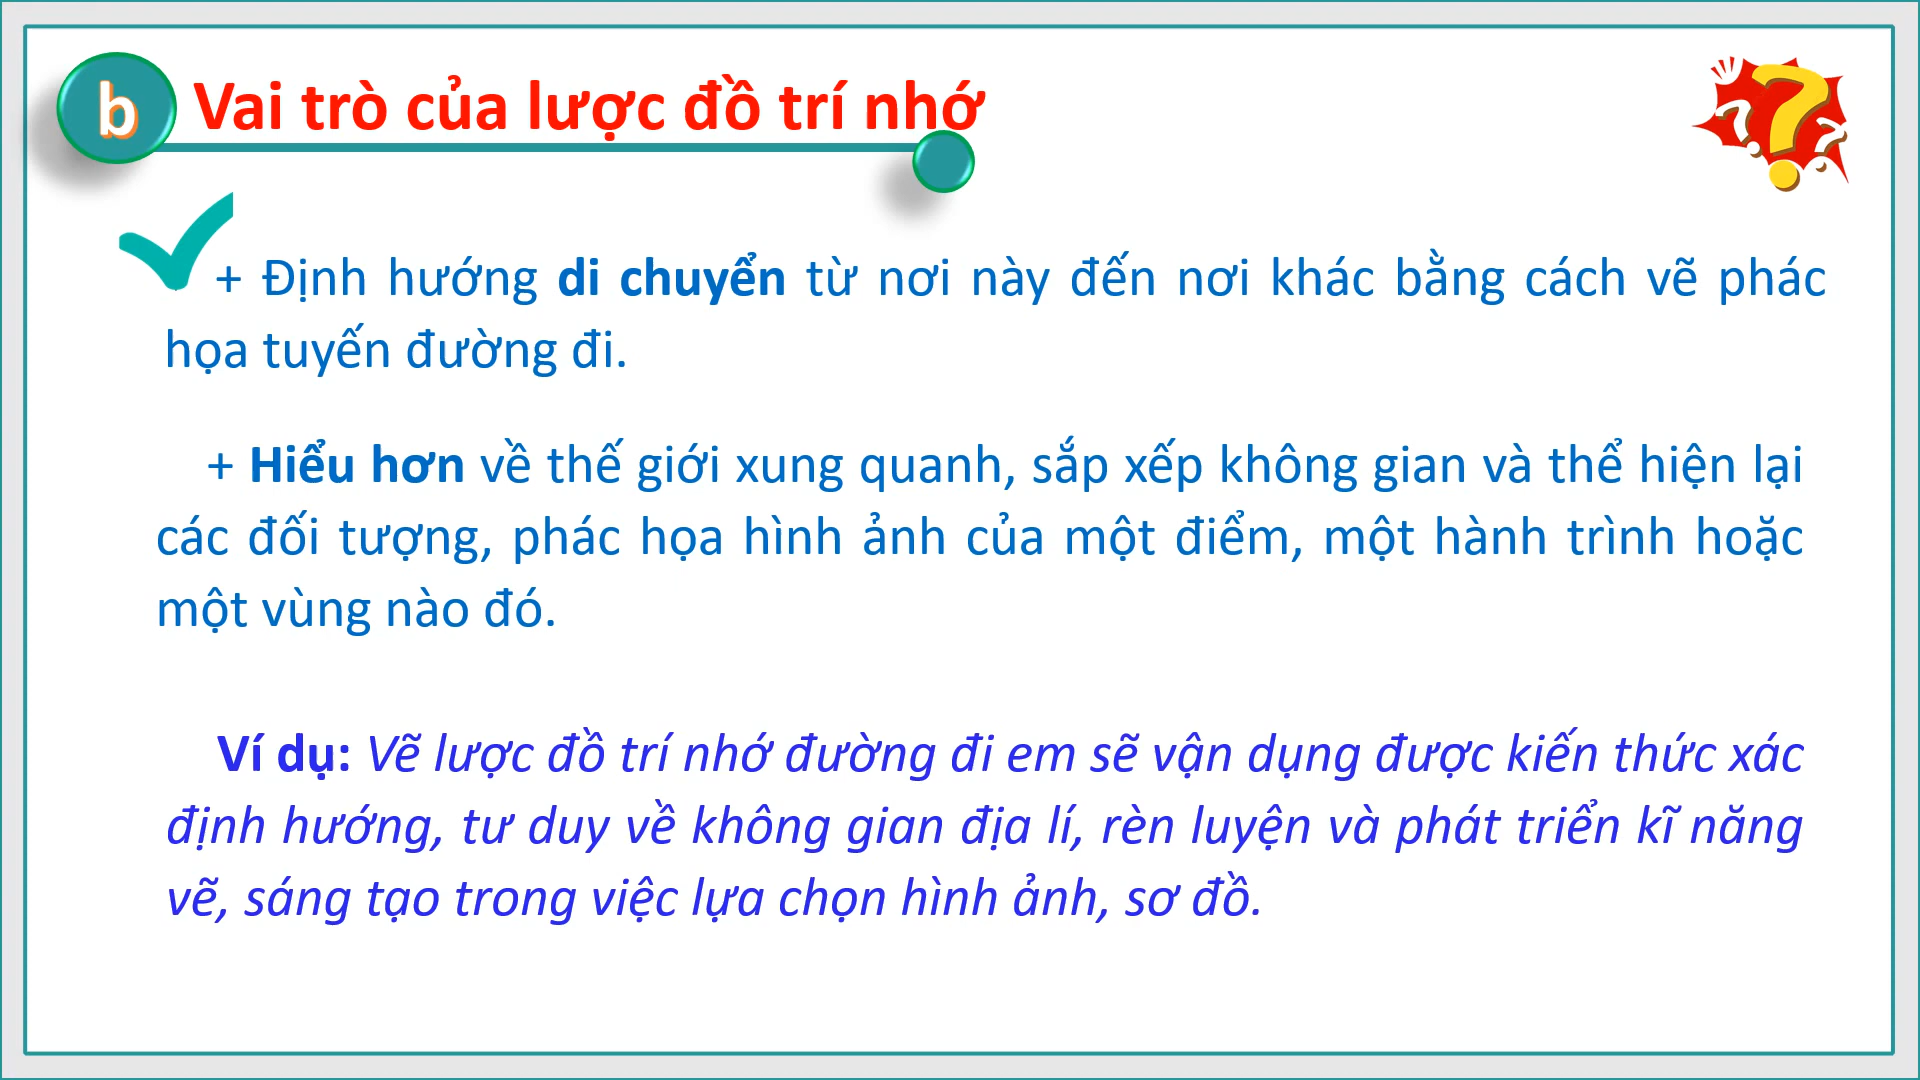 b Vai trò của lược đồ trí nhớ
+ Định hướng di chuyển từ nơi này đến nơi khác bằng cách vẽ phác
họa tuyến đường đi.
+ Hiểu hơn về thế giới xung quanh, sắp xếp không gian và thể hiện lại
các đối tượng, phác họa hình ảnh của một điểm, một hành trình hoặc
một vùng nào đó.
Ví dụ: Vẽ lược đồ trí nhớ đường đi em sẽ vận dụng được kiến thức xác
định hướng, tư duy về không gian địa lí, rèn luyện và phát triển kĩ năng
vẽ, sáng tạo trong việc lựa chọn hình ảnh, sơ đồ.